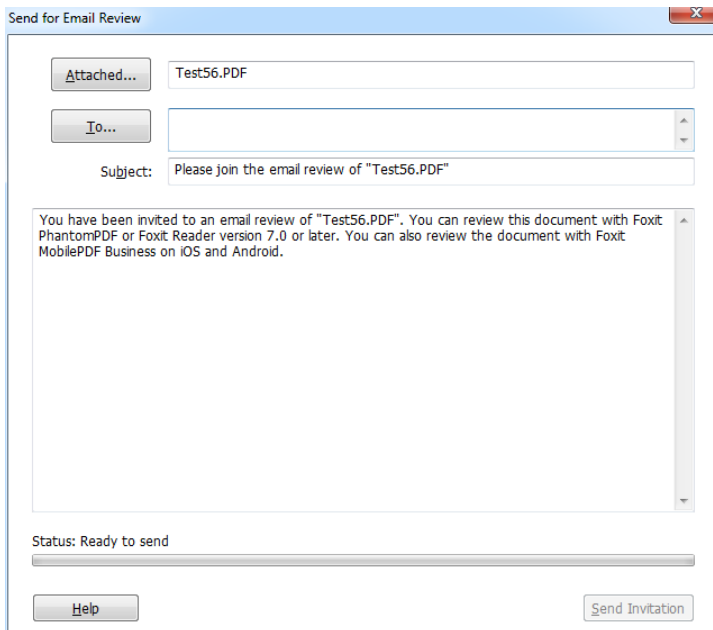 Send for Email Review
Attached...
Test56.PDF
To...
Subject:
Please join the email review of "Test56.PDF"
You have been invited to an email review of "Test56.PDF". You can review this document with Foxit
PhantomPDF or Foxit Reader version 7.0 or later. You can also review the document with Foxit
MobilePDF Business on iOS and Android.
Status: Ready to send
Help
Send Invitation